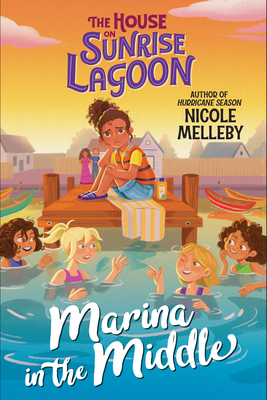 THE HOUSE
ON
SUNRISE
LAGOON
AUTHOR OF
HURRICANE SEASON
NICOLE
MELLEBY
Marina
in the Middle